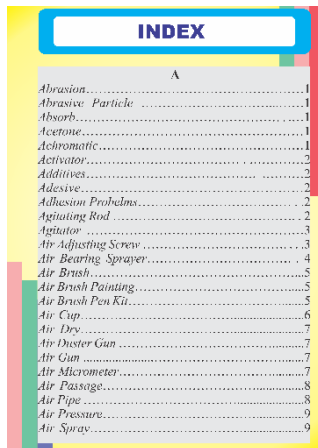 INDEX
A
Abrasion.....................................................1
Abrasive Particle ........................................1
Absorb.......................................................1
Acetone......................................................1
Achromatic.................................................1
Activator.....................................................2
Additives.....................................................2
Adesive.......................................................2
Adhasion Probelms.....................................2
Agitating Rod .............................................2
Agitator ......................................................3
Air Adjusting Screw ....................................3
Air Bearing Sprayer.....................................4
Air Brush....................................................5
Air Brush Painting.......................................5
Air Brush Pen Kit........................................5
Air Cup.......................................................6
Air Dry.......................................................7
Air Duster Gun ...........................................7
Air Gun ......................................................7
Air Micrometer............................................7
Air Passage.................................................8
Air Pipe ......................................................8
Air Pressure................................................9
Air Spray....................................................9